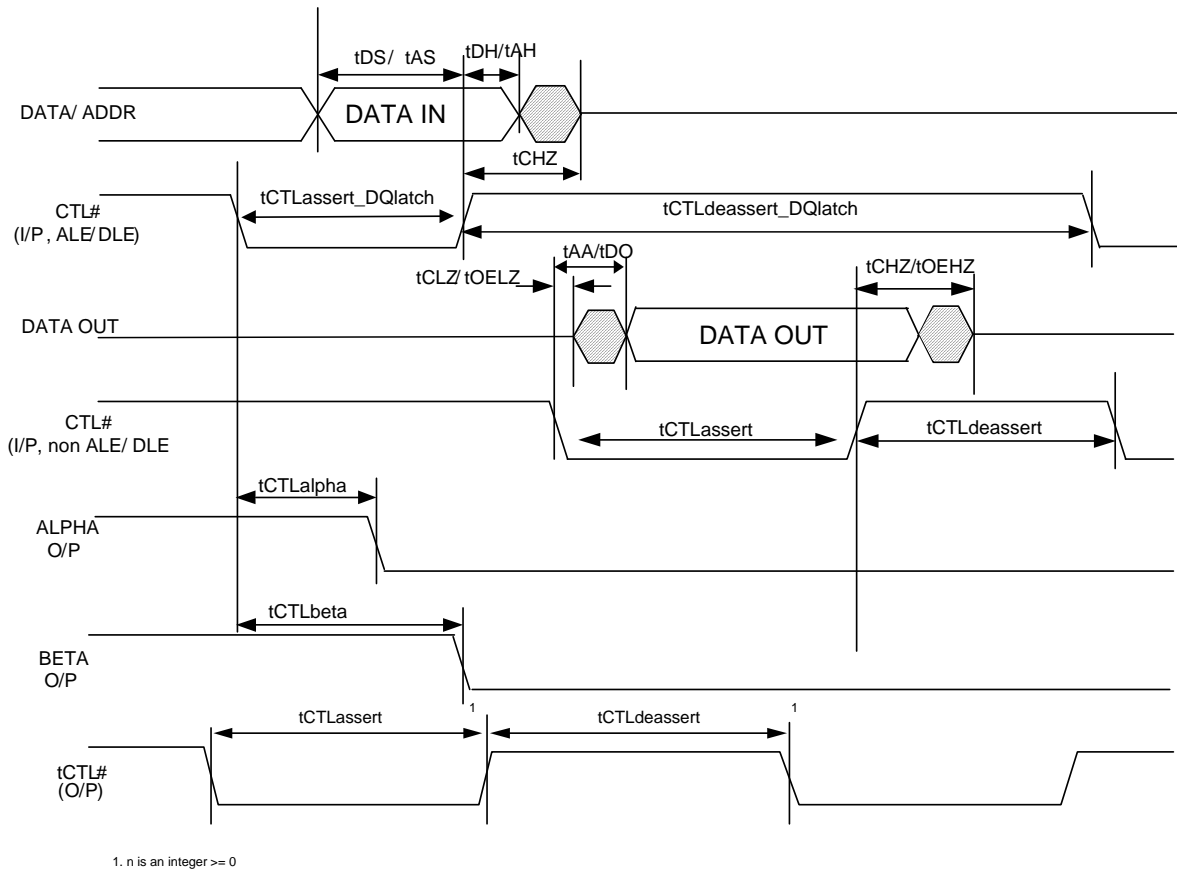 tDS/ tAS
tDH/tAH
DATA/ ADDR
DATA IN
tCHZ
tCTLassert_DQlatch
CTL#
(I/P, ALE/DLE)
tCTLdeassert_DQlatch
tAA/tDO
tCLZ/tOELZ
tCHZ/tOEHZ
DATA OUT
DATA OUT
CTL#
(I/P, non ALE/ DLE
tCTLassert
tCTLdeassert
tCTLalpha
ALPHA
O/P
tCTLbeta
BETA
O/P
tCTLassert
1
tCTLdeassert
1
tCTL#
(O/P)
1. n is an integer >= 0